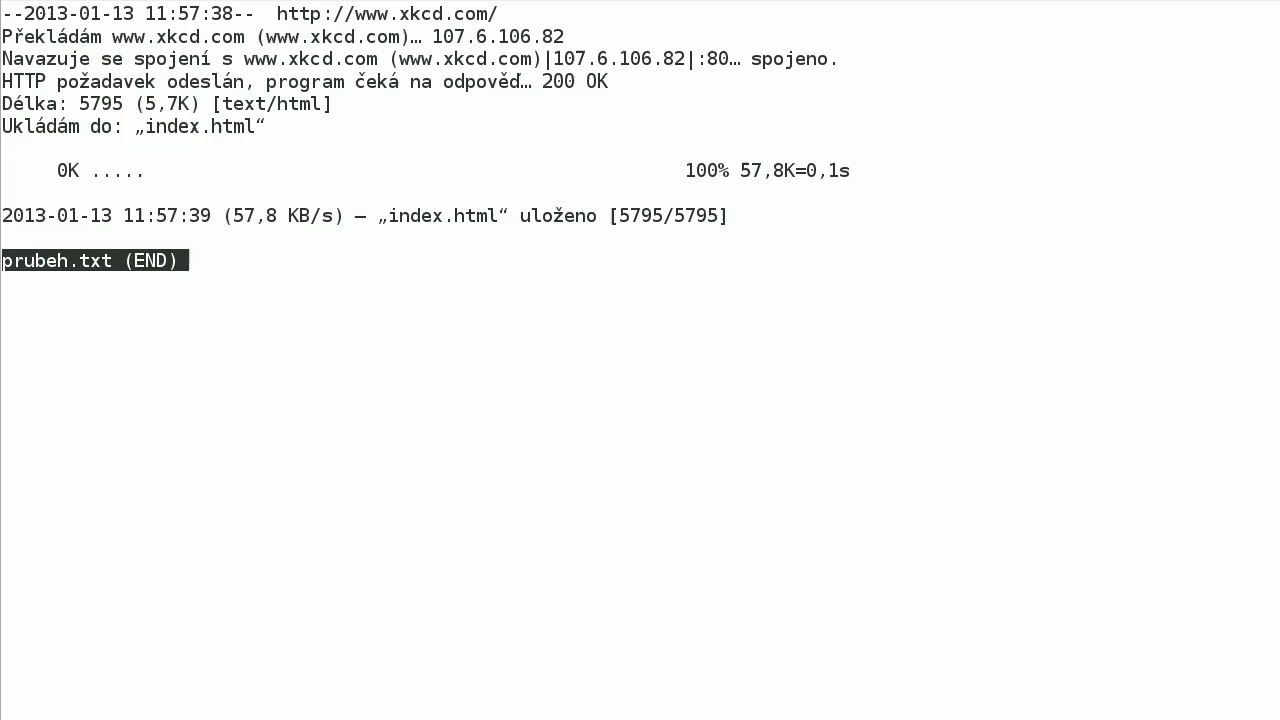 --2013-01-13 11:57:38--  http://www.xkcd.com/
Překládám www.xkcd.com (www.xkcd.com)… 107.6.106.82
Navazuje se spojení s www.xkcd.com (www.xkcd.com)|107.6.106.82|:80… spojeno.
HTTP požadavek odeslán, program čeká na odpověď… 200 OK
Délka: 5795 (5,7K) [text/html]
Ukládám do: „index.html“
0K ..... 100% 57,8K=0,1s
2013-01-13 11:57:39 (57,8 KB/s) – „index.html“ uloženo [5795/5795]
prubeh.txt (END)